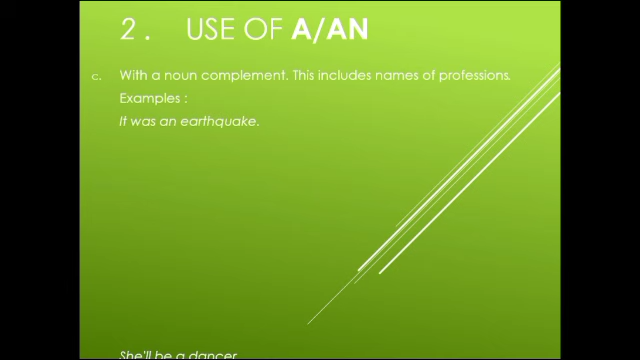 2. USE OF A/AN
c. With a noun complement. This includes names of professions.
Examples :
It was an earthquake.
She'll be a dancer